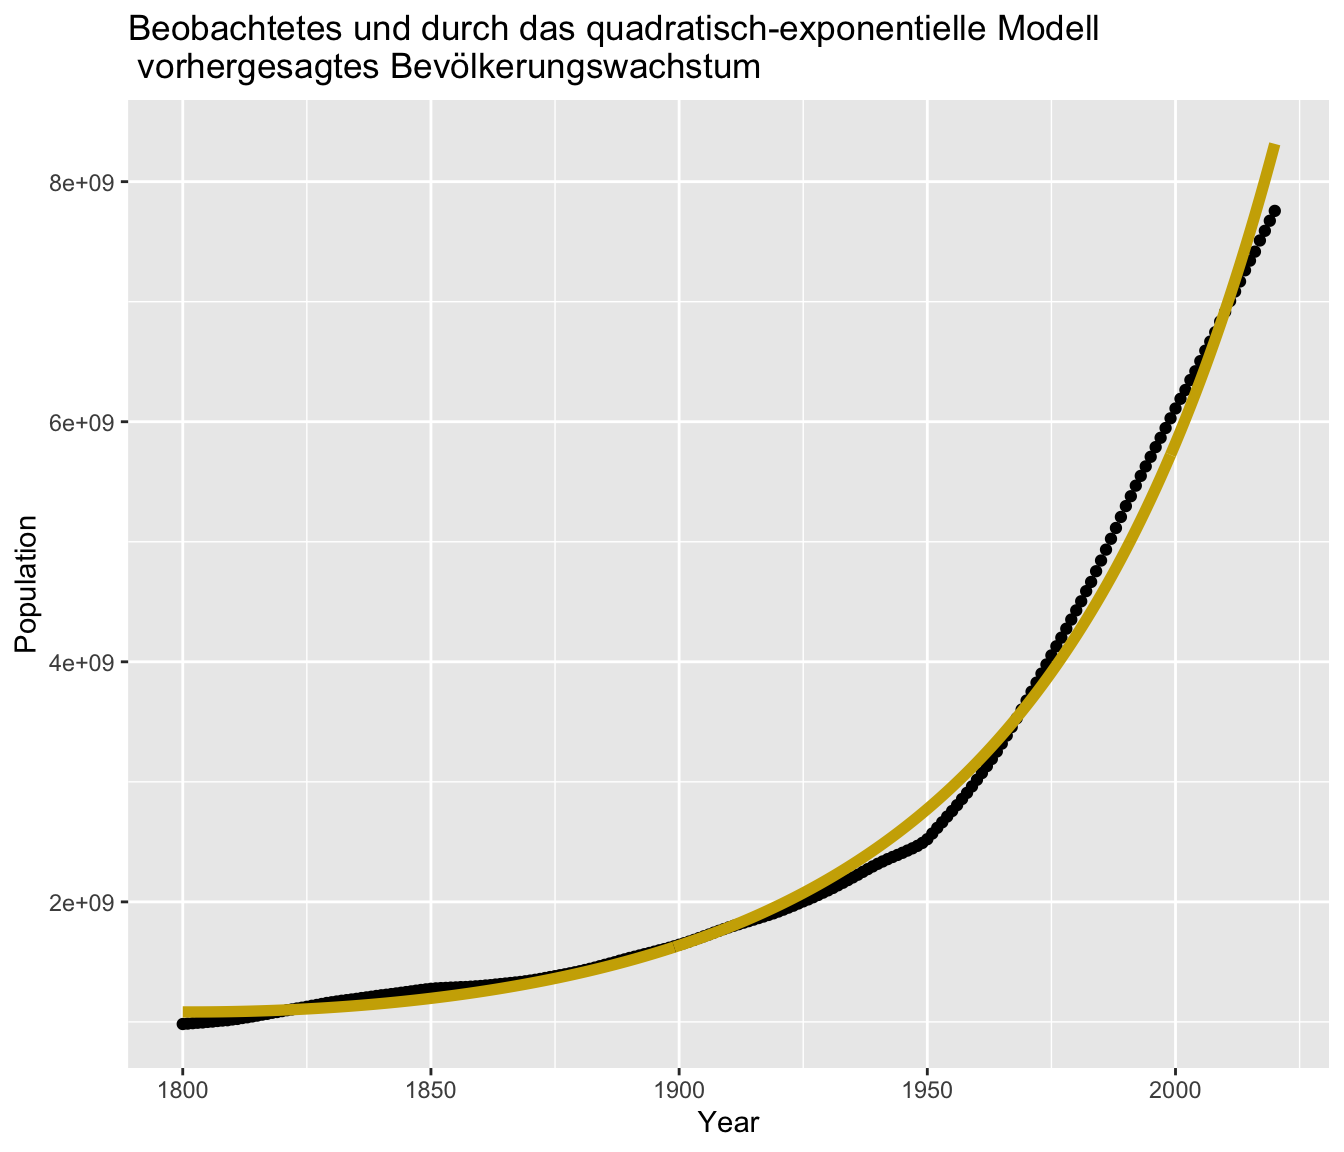 Beobachtetes und durch das quadratisch-exponentielle Modell
vorhergesagtes Bevölkerungswachstum
8e+09
6e+09
4e+09
2e+09
Population
1800 1850 1900 1950 2000
Year